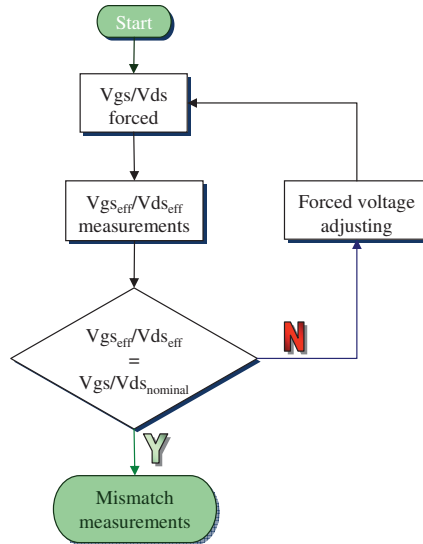 Start
Vgs/Vds
forced
Vgs_eff/Vds_eff
measurements
Forced voltage
adjusting
Vgs_eff/Vds_eff
=
Vgs/Vds_nominal
N
Y
Mismatch
measurements